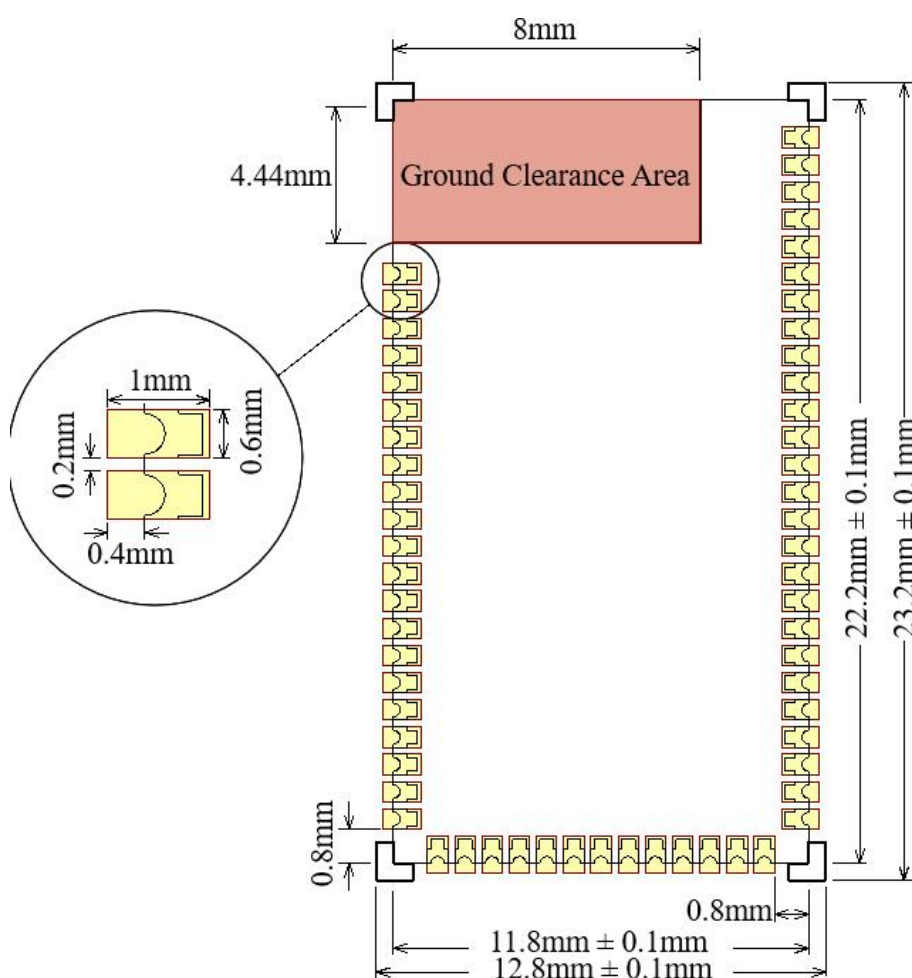 8mm
4.44mm
Ground Clearance Area
1mm
0.6mm
0.2mm
0.4mm
22.2mm ± 0.1mm
23.2mm ± 0.1mm
0.8mm
0.8mm
11.8mm ± 0.1mm
12.8mm ± 0.1mm